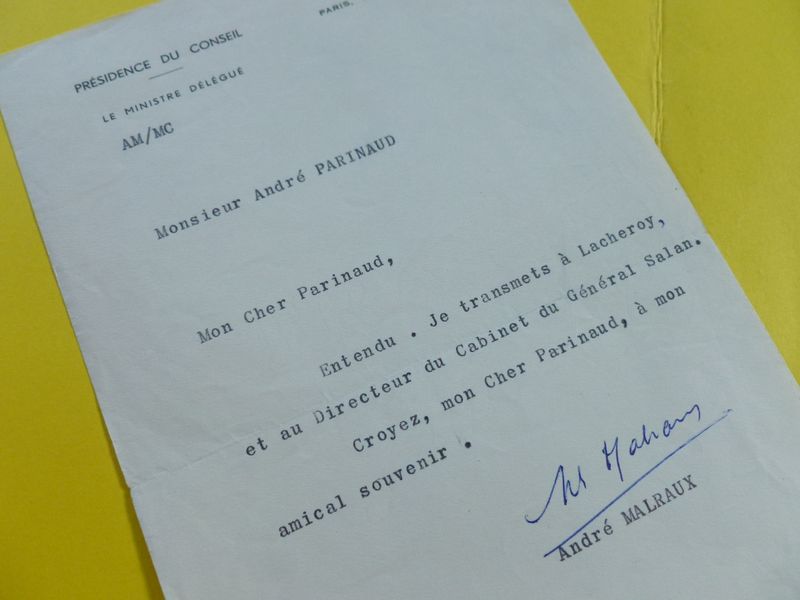 PRÉSIDENCE DU CONSEIL
PARIS,
LE MINISTRE DÉLÉGUÉ
AM/MC
Monsieur André PARINAUD
Mon Cher Parinaud,
Entendu . Je transmets à Lacheroy,
et au Directeur du Cabinet du Général Salan.
Croyez, mon Cher Parinaud, à mon
amical souvenir .
Malraux
André MALRAUX